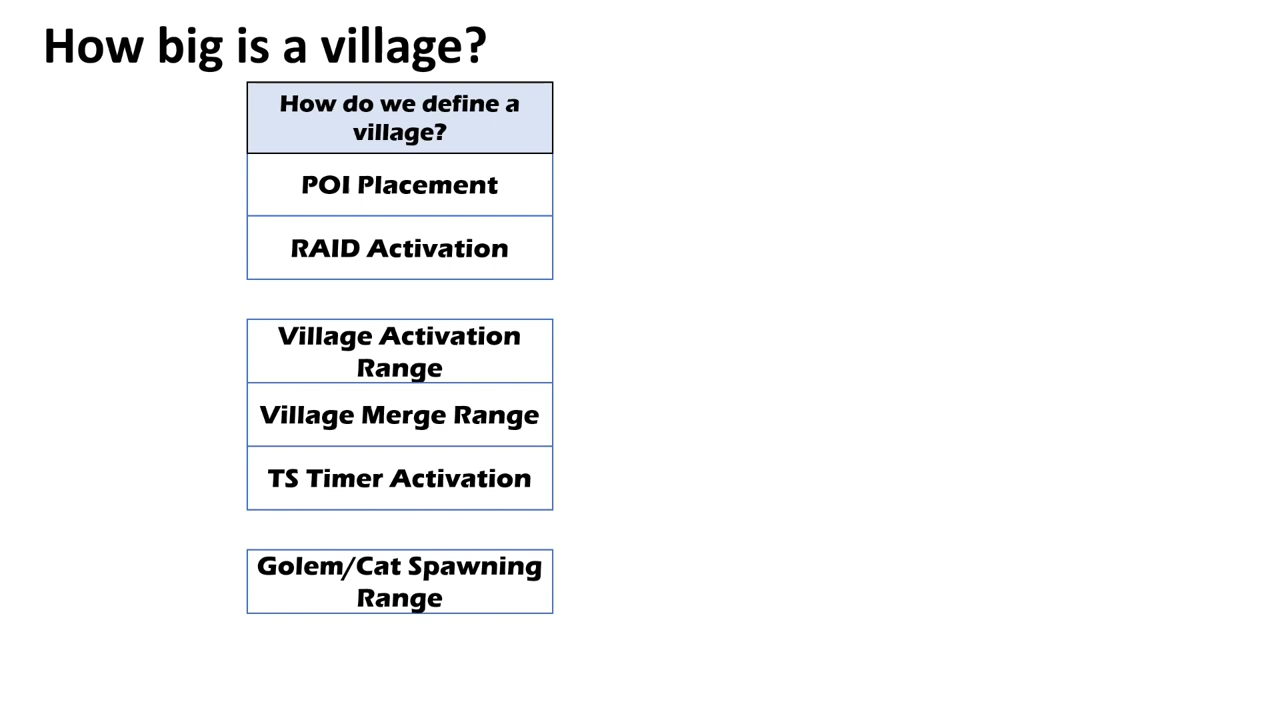 How big is a village?
How do we define a
village?
POI Placement
RAID Activation
Village Activation
Range
Village Merge Range
TS Timer Activation
Golem/Cat Spawning
Range